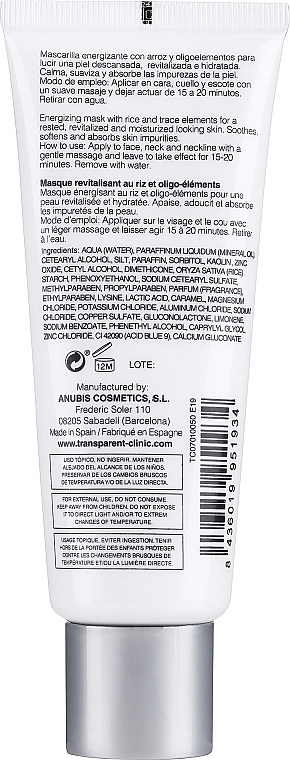 Mascarilla energizante con arroz y oligoelementos para
lucir una piel descansada, revitalizada e hidratada.
Calma, suaviza y absorbe las impurezas de la piel.
Modo de empleo: Aplicar en cara, cuello y escote con
un suave masaje y dejar actuar de 15 a 20 minutos.
Retirar con agua.
Energizing mask with rice and trace elements for a
rested, revitalized and moisturized looking skin. Soothes,
softens and absorbs skin impurities.
How to use: Apply to face, neck and neckline with a
gentle massage and leave to take effect for 15-20
minutes. Remove with water.
Masque revitalisant au riz et oligo-éléments
Masque énergisant au riz et oligo-éléments pour une
peau revitalisée et hydratée. Apaise, adoucit et absorbe
les impuretés de la peau.
Mode d'emploi: Appliquer sur le visage et le cou avec
un léger massage et laisser agir 15 à 20 minutes. Retirer
à l'eau.
Ingredients: AQUA (WATER), PARAFFINUM LIQUIDUM (MINERAL OIL)
CETEARYL ALCOHOL, SILT, PARAFFIN, SORBITOL, KAOLIN, ZINC
OXIDE, CETYL ALCOHOL, DIMETHICONE, ORYZA SATIVA (RICE)
STARCH, PHENOXYETHANOL, SODIUM CETEARYL SULFATE,
METHYLPARABEN, PROPYLPARABEN, PARFUM (FRAGRANCE),
ETHYLPARABEN, LYSINE, LACTIC ACID, CARAMEL, MAGNESIUM
CHLORIDE, POTASSIUM CHLORIDE, ALUMINUM CHLORIDE, SODIUM
CHLORIDE, COPPER SULFATE, GLUCONOLACTONE, LIMONENE,
SODIUM BENZOATE, PHENETHYL ALCOHOL, CAPRYLYL GLYCOL
ZINC CHLORIDE, CI 42090 (ACID BLUE 9), CALCIUM GLUCONATE
12M
LOTE:
Manufactured by:
ANUBIS COSMETICS, S.L.
Frederic Soler 110
08205 Sabadell (Barcelona)
Made in Spain / Fabriqué en Espagne
www.transparent-clinic.com
USO TÓPICO, NO INGERIR. MANTENER
ALEJADO DEL ALCANCE DE LOS NIÑOS.
PRESERVAR DE LOS CAMBIOS BRUSCOS
DE TEMPERATURA Y/O DE LA LUZ DIRECTA.
FOR EXTERNAL USE, DO NOT CONSUME.
KEEP AWAY FROM CHILDREN. DO NOT EXPOSE
IT TO DIRECT LIGHT AND/OR TO EXTREM
CHANGES OF TEMPERATURE.
USAGE TOPIQUE, EVITER INGESTION. TENIR
HORS DE LA PORTÉE DES ENFANTS PROTÉGER
CONTRE LES CHANGEMENTS BRUSQUES DE
TEMPÉRATURE ET/OU LA LUMIÈRE DIRECTE.
TC07010050 E19
8 436019 951934